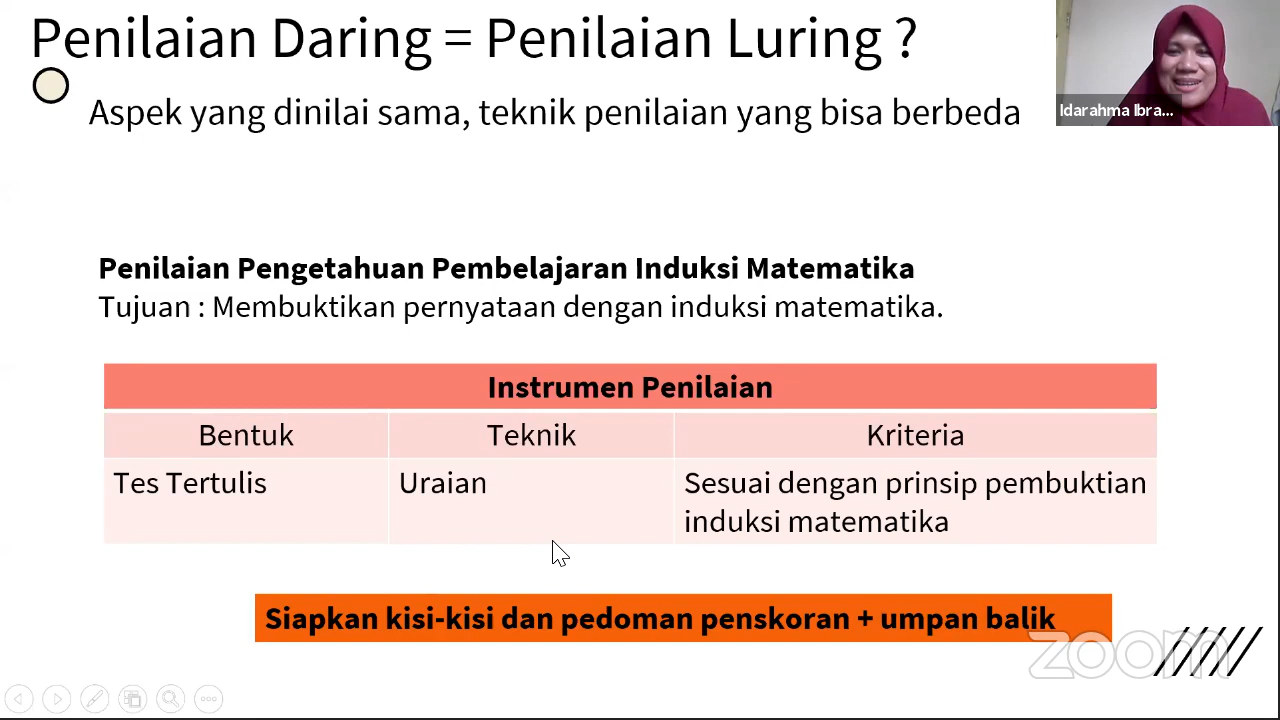 Penilaian Daring = Penilaian Luring ?
Idarahma Ibra...
Aspek yang dinilai sama, teknik penilaian yang bisa berbeda
Penilaian Pengetahuan Pembelajaran Induksi Matematika
Tujuan : Membuktikan pernyataan dengan induksi matematika.
Instrumen Penilaian
Bentuk Teknik Kriteria
Tes Tertulis Uraian Sesuai dengan prinsip pembuktian
induksi matematika
Siapkan kisi-kisi dan pedoman penskoran + umpan balik
zoom